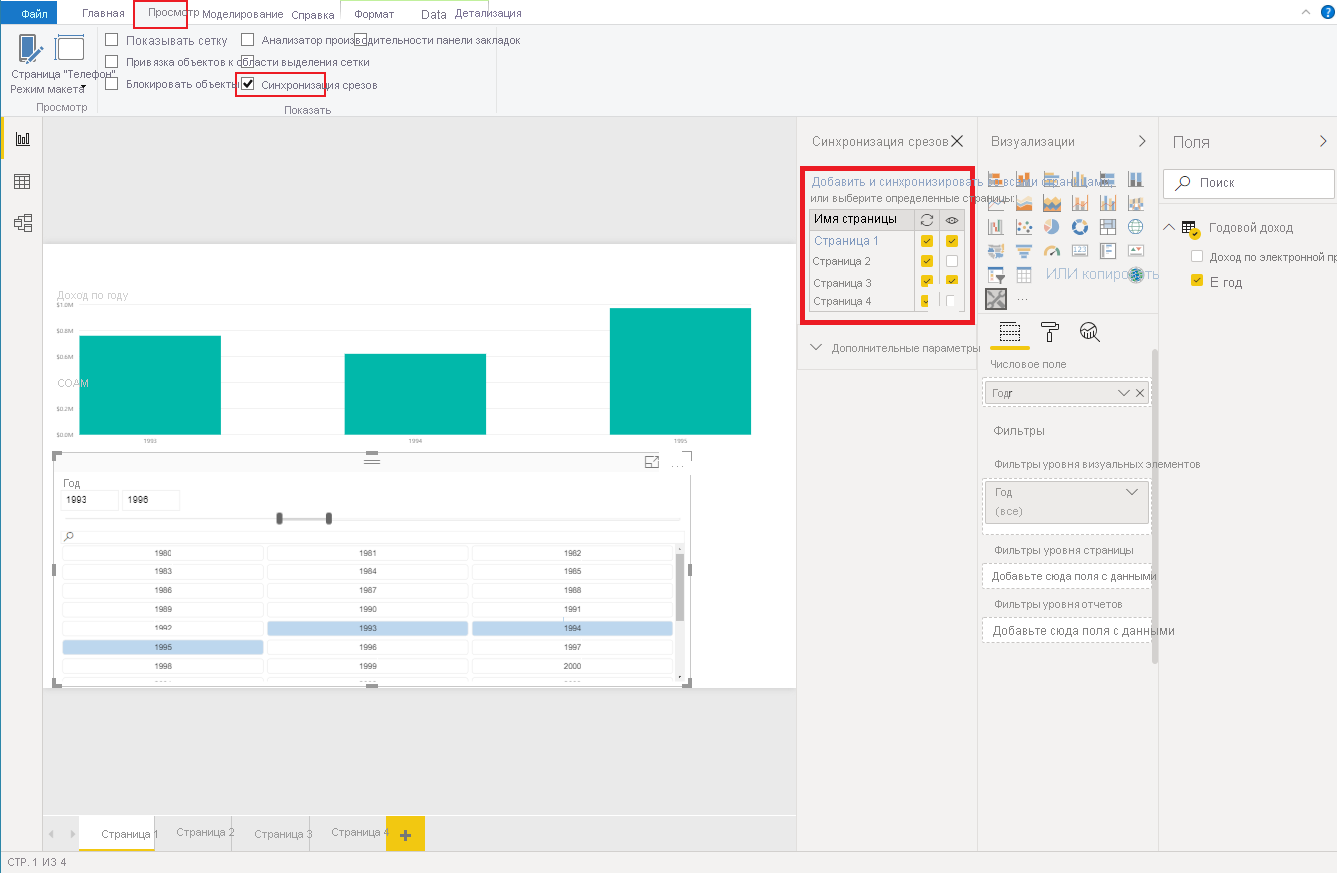 Файл Главная Просмотр Моделирование Справка Формат Data Детализация
Показывать сетку Анализатор производительности панели закладок
Привязка объектов к области выделения сетки
Страница "Телефон" Блокировать объекты Синхронизация срезов
Режим макета
Просмотр Показать
Доход по году
$1.0M
$0.8M
$0.6M
COAM
$0.2M
$0.0M
1993 1994 1995
Год
1993 1996
1980 1981 1982
1983 1984 1985
1986 1987 1988
1989 1990 1991
1992 1993 1994
1995 1996 1997
1998 1999 2000
Синхронизация срезов
Добавить и синхронизировать со всеми страницами,
или выберите определенные страницы:
Имя страницы
Страница 1
Страница 2
Страница 3
Страница 4
Дополнительные параметры
Визуализации
ИЛИ копировать
...
Числовое поле
Год
Фильтры
Фильтры уровня визуальных элементов
Год
(все)
Фильтры уровня страницы
Добавьте сюда поля с данными
Фильтры уровня отчетов
Добавьте сюда поля с данными
Поля
Поиск
Годовой доход
Доход по электронной пр
Е год
Страница 1 Страница 2 Страница 3 Страница 4
СТР. 1 ИЗ 4